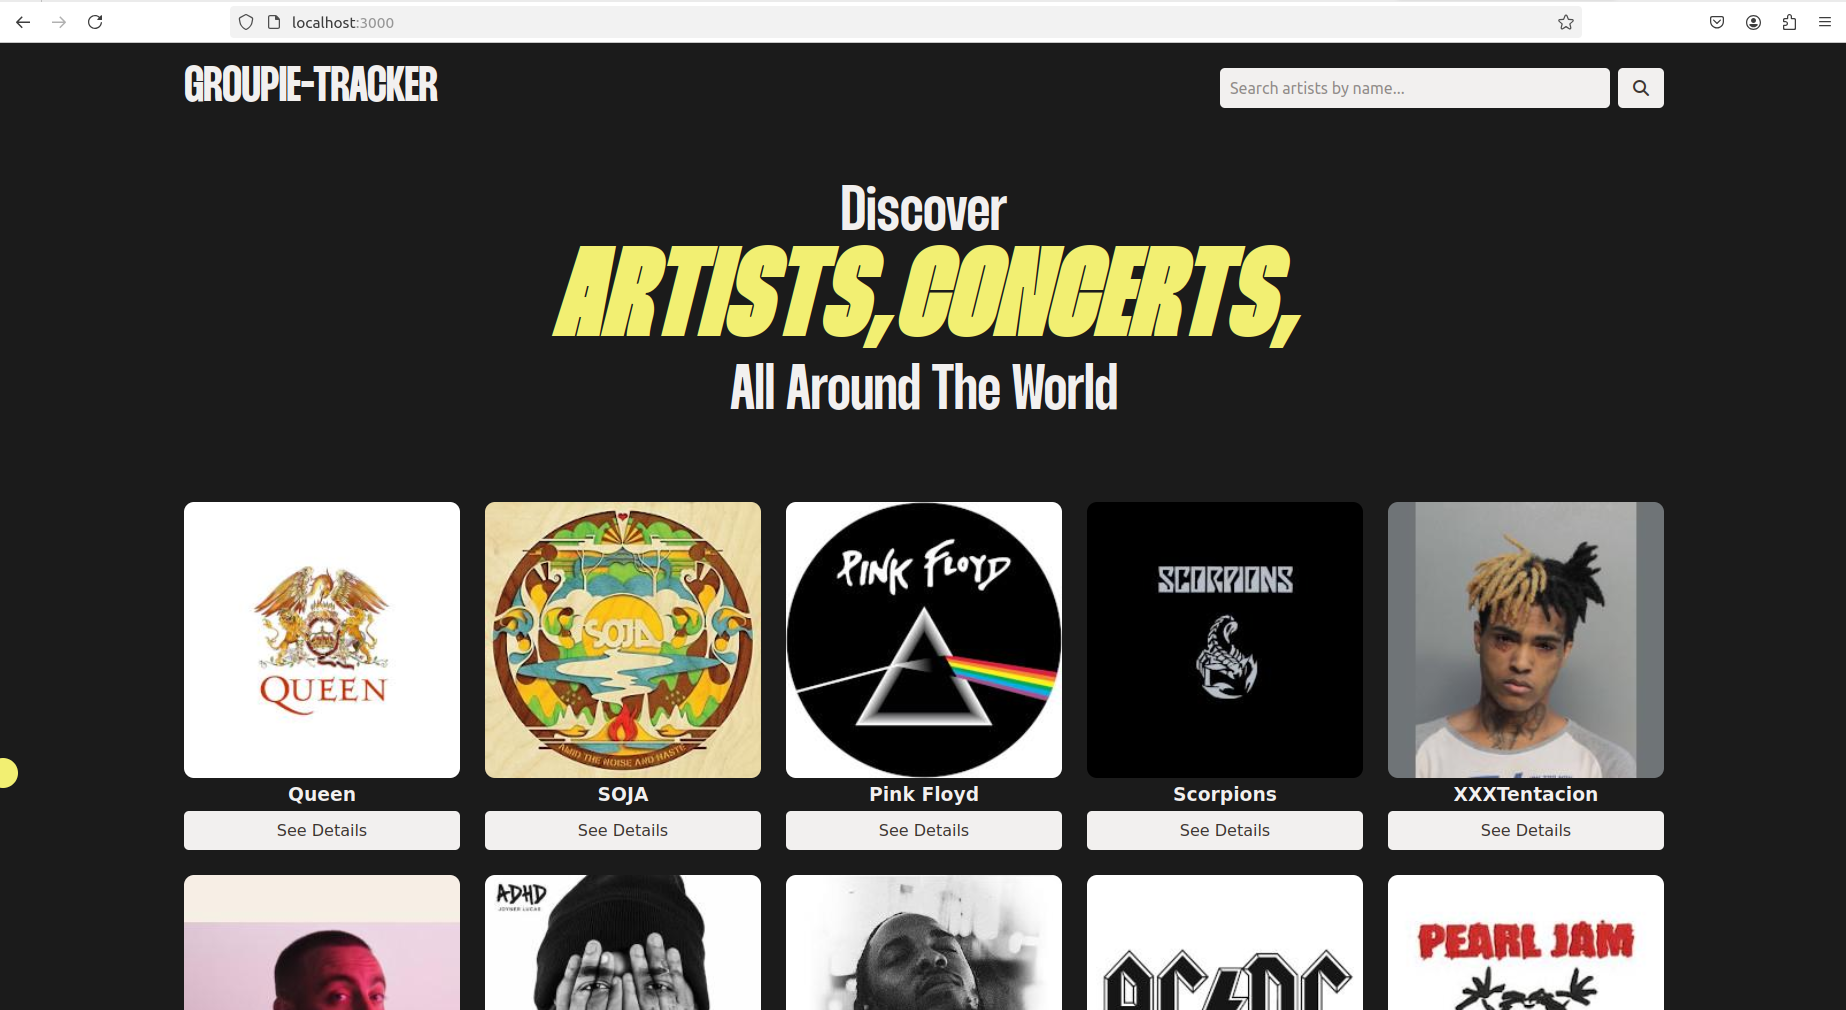 localhost:3000
GROUPIE-TRACKER
Search artists by name...
Discover
ARTISTS,CONCERTS,
All Around The World
QUEEN
SOJA
AMID THE NOISE AND HASTE
PINK FLOYD
SCORPIONS
Queen
SOJA
Pink Floyd
Scorpions
XXXTentacion
See Details
See Details
See Details
See Details
See Details
ADHD
JOYNER LUCAS
AC DC
PEARL JAM